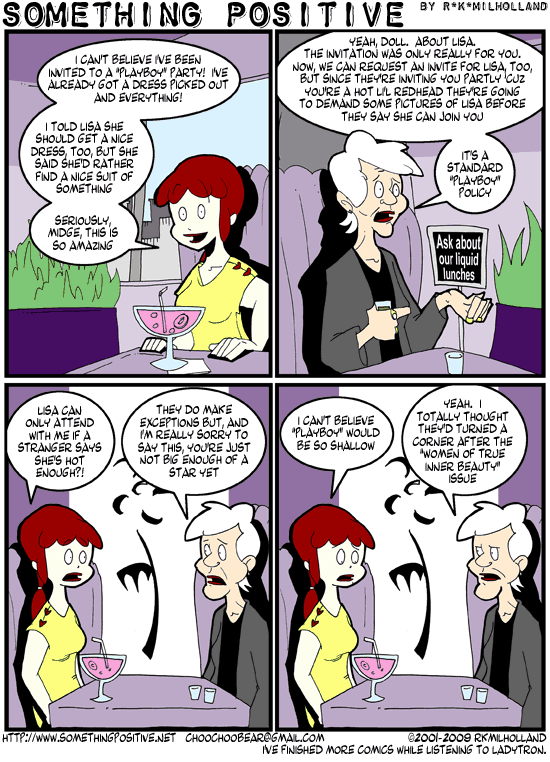 SOMETHING POSITIVE BY R*K*MILHOLLAND
I CAN'T BELIEVE I'VE BEEN
INVITED TO A "PLAYBOY" PARTY! I'VE
ALREADY GOT A DRESS PICKED OUT
AND EVERYTHING!
I TOLD LISA SHE
SHOULD GET A NICE
DRESS, TOO, BUT SHE
SAID SHE'D RATHER
FIND A NICE SUIT OF
SOMETHING
SERIOUSLY,
MIDGE, THIS IS
SO AMAZING
YEAH, DOLL. ABOUT LISA.
THE INVITATION WAS ONLY REALLY FOR YOU.
NOW, WE CAN REQUEST AN INVITE FOR LISA, TOO,
BUT SINCE THEY'RE INVITING YOU PARTLY 'CUZ
YOU'RE A HOT LI'L REDHEAD THEY'RE GOING
TO DEMAND SOME PICTURES OF LISA BEFORE
THEY SAY SHE CAN JOIN YOU
IT'S A
STANDARD
"PLAYBOY"
POLICY
Ask about
our liquid
lunches
LISA CAN
ONLY ATTEND
WITH ME IF A
STRANGER SAYS
SHE'S HOT
ENOUGH?!
THEY DO MAKE
EXCEPTIONS BUT, AND
I'M REALLY SORRY TO
SAY THIS, YOU'RE JUST
NOT BIG ENOUGH OF A
STAR YET
I CAN'T BELIEVE
"PLAYBOY" WOULD
BE SO SHALLOW
YEAH. I
TOTALLY THOUGHT
THEY'D TURNED A
CORNER AFTER THE
"WOMEN OF TRUE
INNER BEAUTY"
ISSUE
HTTP://WWW.SOMETHINGPOSITIVE.NET CHOOCHOOBEAR@GMAIL.COM ©2001-2009 RKMILHOLLAND
I'VE FINISHED MORE COMICS WHILE LISTENING TO LADYTRON.